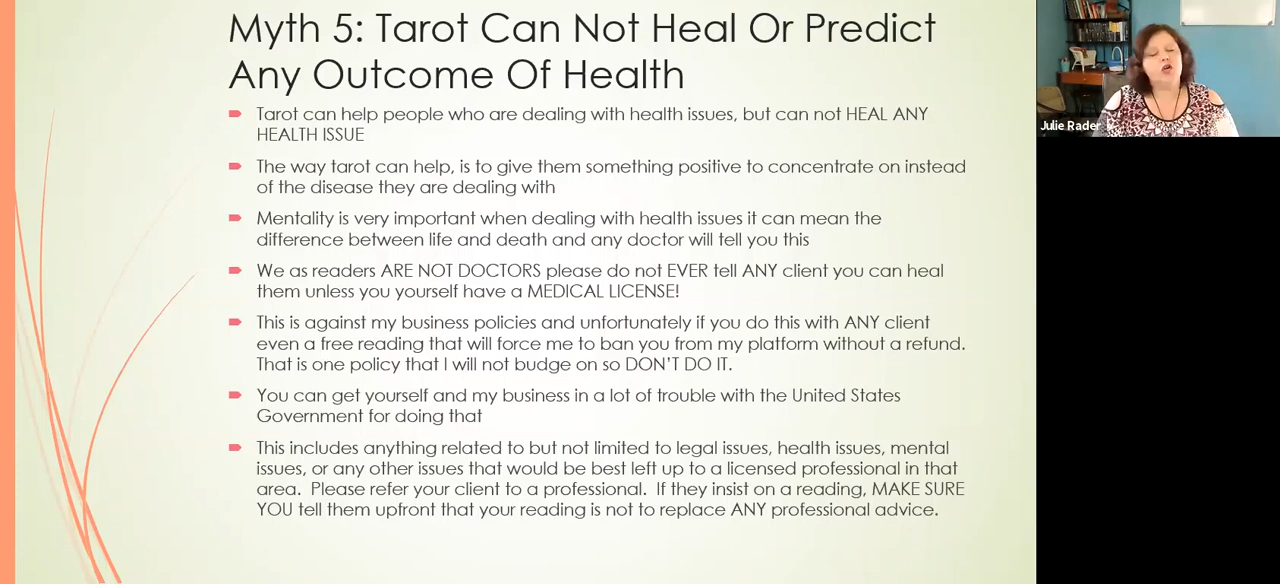 Myth 5: Tarot Can Not Heal Or Predict
Any Outcome Of Health
Tarot can help people who are dealing with health issues, but can not HEAL ANY
HEALTH ISSUE
The way tarot can help, is to give them something positive to concentrate on instead
of the disease they are dealing with
Mentality is very important when dealing with health issues it can mean the
difference between life and death and any doctor will tell you this
We as readers ARE NOT DOCTORS please do not EVER tell ANY client you can heal
them unless you yourself have a MEDICAL LICENSE!
This is against my business policies and unfortunately if you do this with ANY client
even a free reading that will force me to ban you from my platform without a refund.
That is one policy that I will not budge on so DON'T DO IT.
You can get yourself and my business in a lot of trouble with the United States
Government for doing that
This includes anything related to but not limited to legal issues, health issues, mental
issues, or any other issues that would be best left up to a licensed professional in that
area.  Please refer your client to a professional.  If they insist on a reading, MAKE SURE
YOU tell them upfront that your reading is not to replace ANY professional advice.
Julie Rader